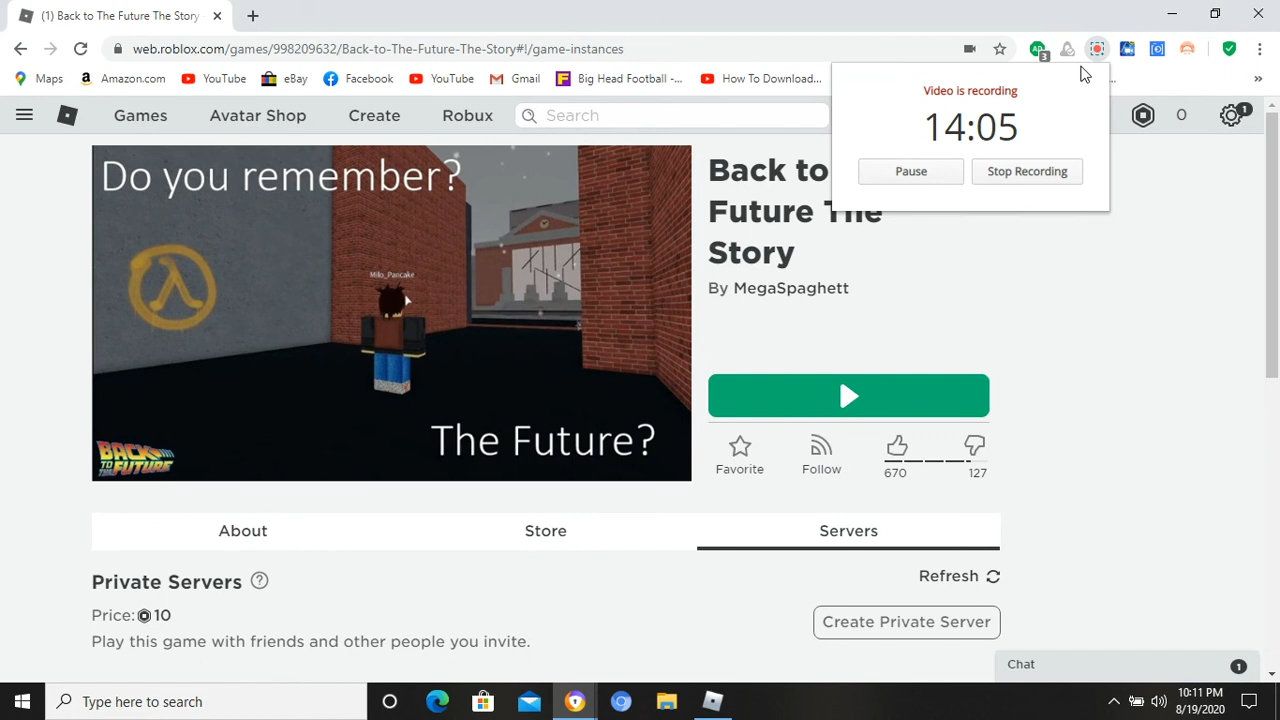 (1) Back to The Future The Story
web.roblox.com/games/998209632/Back-to-The-Future-The-Story#!/game-instances
3
Maps
Amazon.com
YouTube
eBay
Facebook
YouTube
Gmail
Big Head Football -...
How To Download...
Video is recording
14:05
Pause
Stop Recording
Games
Avatar Shop
Create
Robux
Search
0
1
Do you remember?
Milo_Pancake
The Future?
BACK TO THE FUTURE
Back to
Future The
Story
By MegaSpaghett
Favorite
Follow
670
127
About
Store
Servers
Private Servers
Refresh
Price: 10
Create Private Server
Play this game with friends and other people you invite.
Chat
1
Type here to search
10:11 PM
8/19/2020